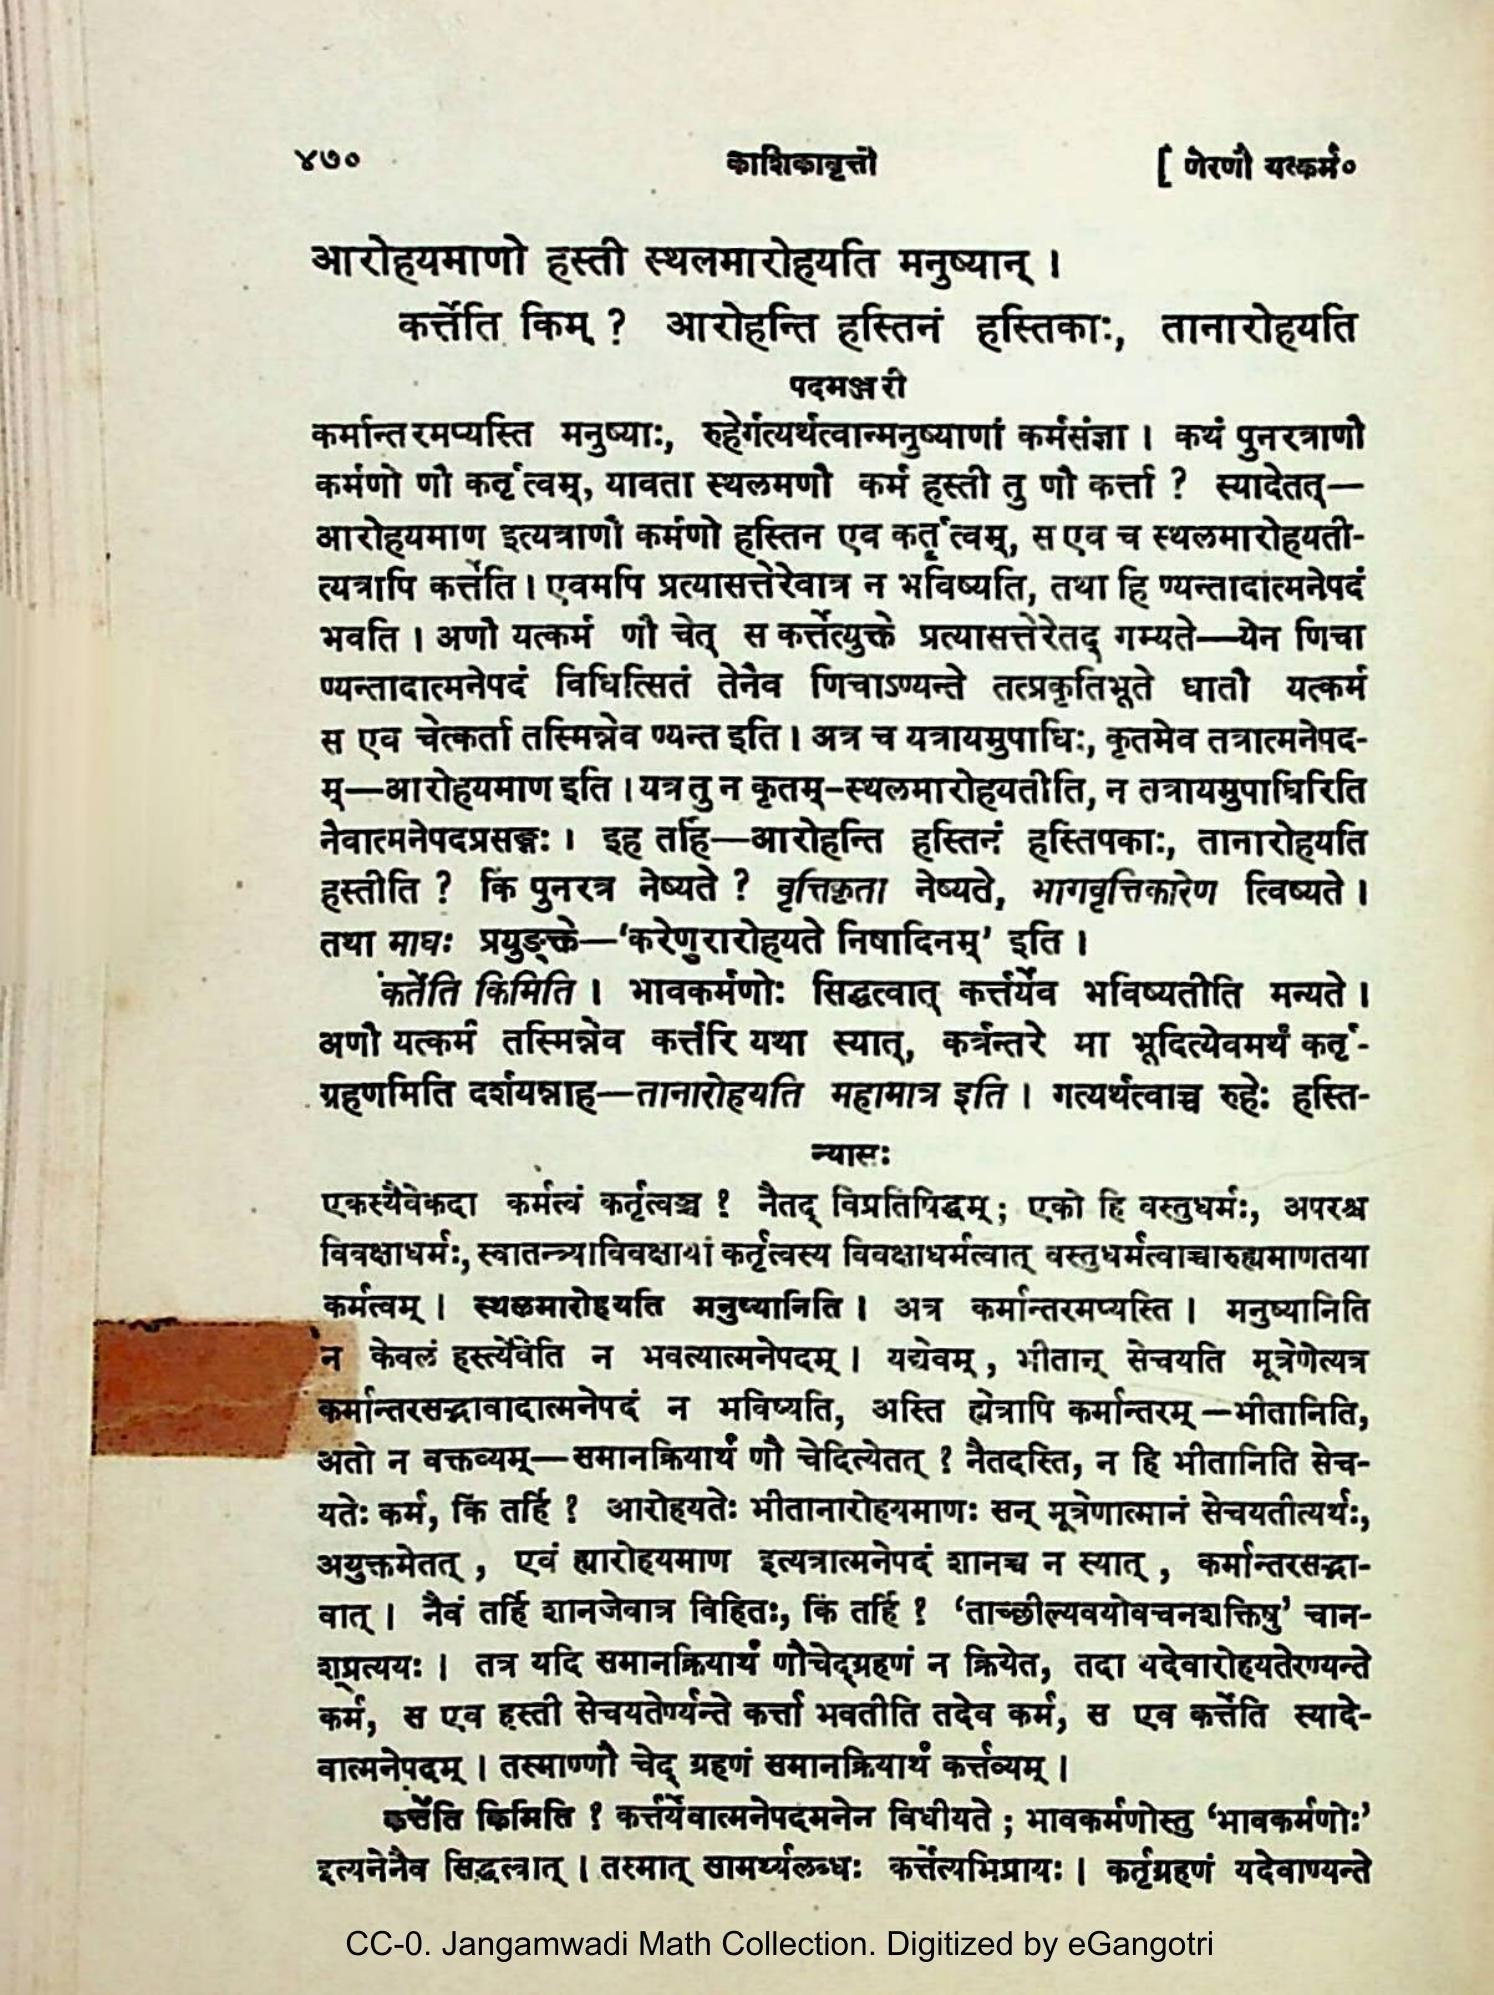 ४७० काशिकावृत्तौ [ णेरणौ यत्कर्म०
आरोहयमाणो हस्ती स्थलमारोहयति मनुष्यान् ।
कर्त्तेति किम् ? आरोहन्ति हस्तिनं हस्तिकाः, तानारोहयति
पदमञ्जरी
कर्मान्तरमप्यस्ति मनुष्याः, रुहेर्गत्यर्थत्वान्मनुष्याणां कर्मसंज्ञा । कथं पुनरत्राणौ
कर्मणो णौ कर्तृत्वम्, यावता स्थलमणौ कर्म हस्ती तु णौ कर्त्ता ? स्यादेतत्—
आरोहयमाण इत्यत्राणौ कर्मणो हस्तिन एव कर्तृत्वम्, स एव च स्थलमारोहयती-
त्यत्रापि कर्त्तेति । एवमपि प्रत्यासत्तेरेवात्र न भविष्यति, तथा हि ण्यन्तादात्मनेपदं
भवति । अणौ यत्कर्म णौ चेत् स कर्त्तेत्युक्ते प्रत्यासत्तेरेतद् गम्यते—येन णिचा
ण्यन्तादात्मनेपदं विधित्सितं तेनैव णिचाऽण्यन्ते तत्प्रकृतिभूते धातौ यत्कर्म
स एव चेत्कर्ता तस्मिन्नेव ण्यन्त इति । अत्र च यत्रायमुपाधिः, कृतमेव तत्रात्मनेपद-
म्—आरोहयमाण इति । यत्र तु न कृतम्-स्थलमारोहयतीति, न तत्रायमुपाधिरिति
नैवात्मनेपदप्रसङ्गः । इह तर्हि—आरोहन्ति हस्तिनं हस्तिपकाः, तानारोहयति
हस्तीति ? किं पुनरत्र नेष्यते ? वृत्तिकृता नेष्यते, भागवृत्तिकारेण त्विष्यते ।
तथा माघः प्रयुङ्क्ते—‘करेणुरारोहयते निषादिनम्’ इति ।
कर्तेति किमिति । भावकर्मणोः सिद्धत्वात् कर्त्तर्येव भविष्यतीति मन्यते ।
अणौ यत्कर्म तस्मिन्नेव कर्त्तरि यथा स्यात्, कर्त्रन्तरे मा भूदित्येवमर्थं कर्तृ-
ग्रहणमिति दर्शयन्नाह—तानारोहयति महामात्र इति । गत्यर्थत्वाच्च रुहेः हस्ति-
न्यासः
एकस्यैवेकदा कर्मत्वं कर्तृत्वञ्च ? नैतद् विप्रतिषिद्धम् ; एको हि वस्तुधर्मः, अपरश्च
विवक्षाधर्मः, स्वातन्त्र्याविवक्षायां कर्तृत्वस्य विवक्षाधर्मत्वात् वस्तुधर्मत्वाच्चारुह्यमाणतया
कर्मत्वम् । स्थलमारोहयति मनुष्यानिति । अत्र कर्मान्तरमप्यस्ति । मनुष्यानिति
न केवलं हस्त्येवेति न भवत्यात्मनेपदम् । यद्येवम् , भीतान् सेचयति मूत्रेणेत्यत्र
कर्मान्तरसद्भावादात्मनेपदं न भविष्यति, अस्ति ह्येत्रापि कर्मान्तरम् —भीतानिति,
अतो न वक्तव्यम्—समानक्रियार्थं णौ चेदित्येतत् ? नैतदस्ति, न हि भीतानिति सेच-
यतेः कर्म, किं तर्हि ? आरोहयतेः भीतानारोहयमाणः सन् मूत्रेणात्मानं सेचयतीत्यर्थः,
अयुक्तमेतत् , एवं ह्यारोहयमाण इत्यत्रात्मनेपदं शानच्च न स्यात् , कर्मान्तरसद्भा-
वात् । नैवं तर्हि शानजेवात्र विहितः, किं तर्हि ? ‘ताच्छील्यवयोवचनशक्तिषु’ चान-
श्प्रत्ययः । तत्र यदि समानक्रियार्थं णौचेद्ग्रहणं न क्रियेत, तदा यदेवारोहयतेरण्यन्ते
कर्म, स एव हस्ती सेचयतेर्ण्यन्ते कर्त्ता भवतीति तदेव कर्म, स एव कर्त्तेति स्यादे-
वात्मनेपदम् । तस्माण्णौ चेद् ग्रहणं समानक्रियार्थं कर्त्तव्यम् ।
कर्त्तेति किमिति ? कर्त्तर्येवात्मनेपदमनेन विधीयते ; भावकर्मणोस्तु ‘भावकर्मणोः’
इत्यनेनैव सिद्धत्वात् । तस्मात् सामर्थ्यलब्धः कर्त्तेत्यभिप्रायः । कर्तृग्रहणं यदेवाण्यन्ते
CC-0. Jangamwadi Math Collection. Digitized by eGangotri